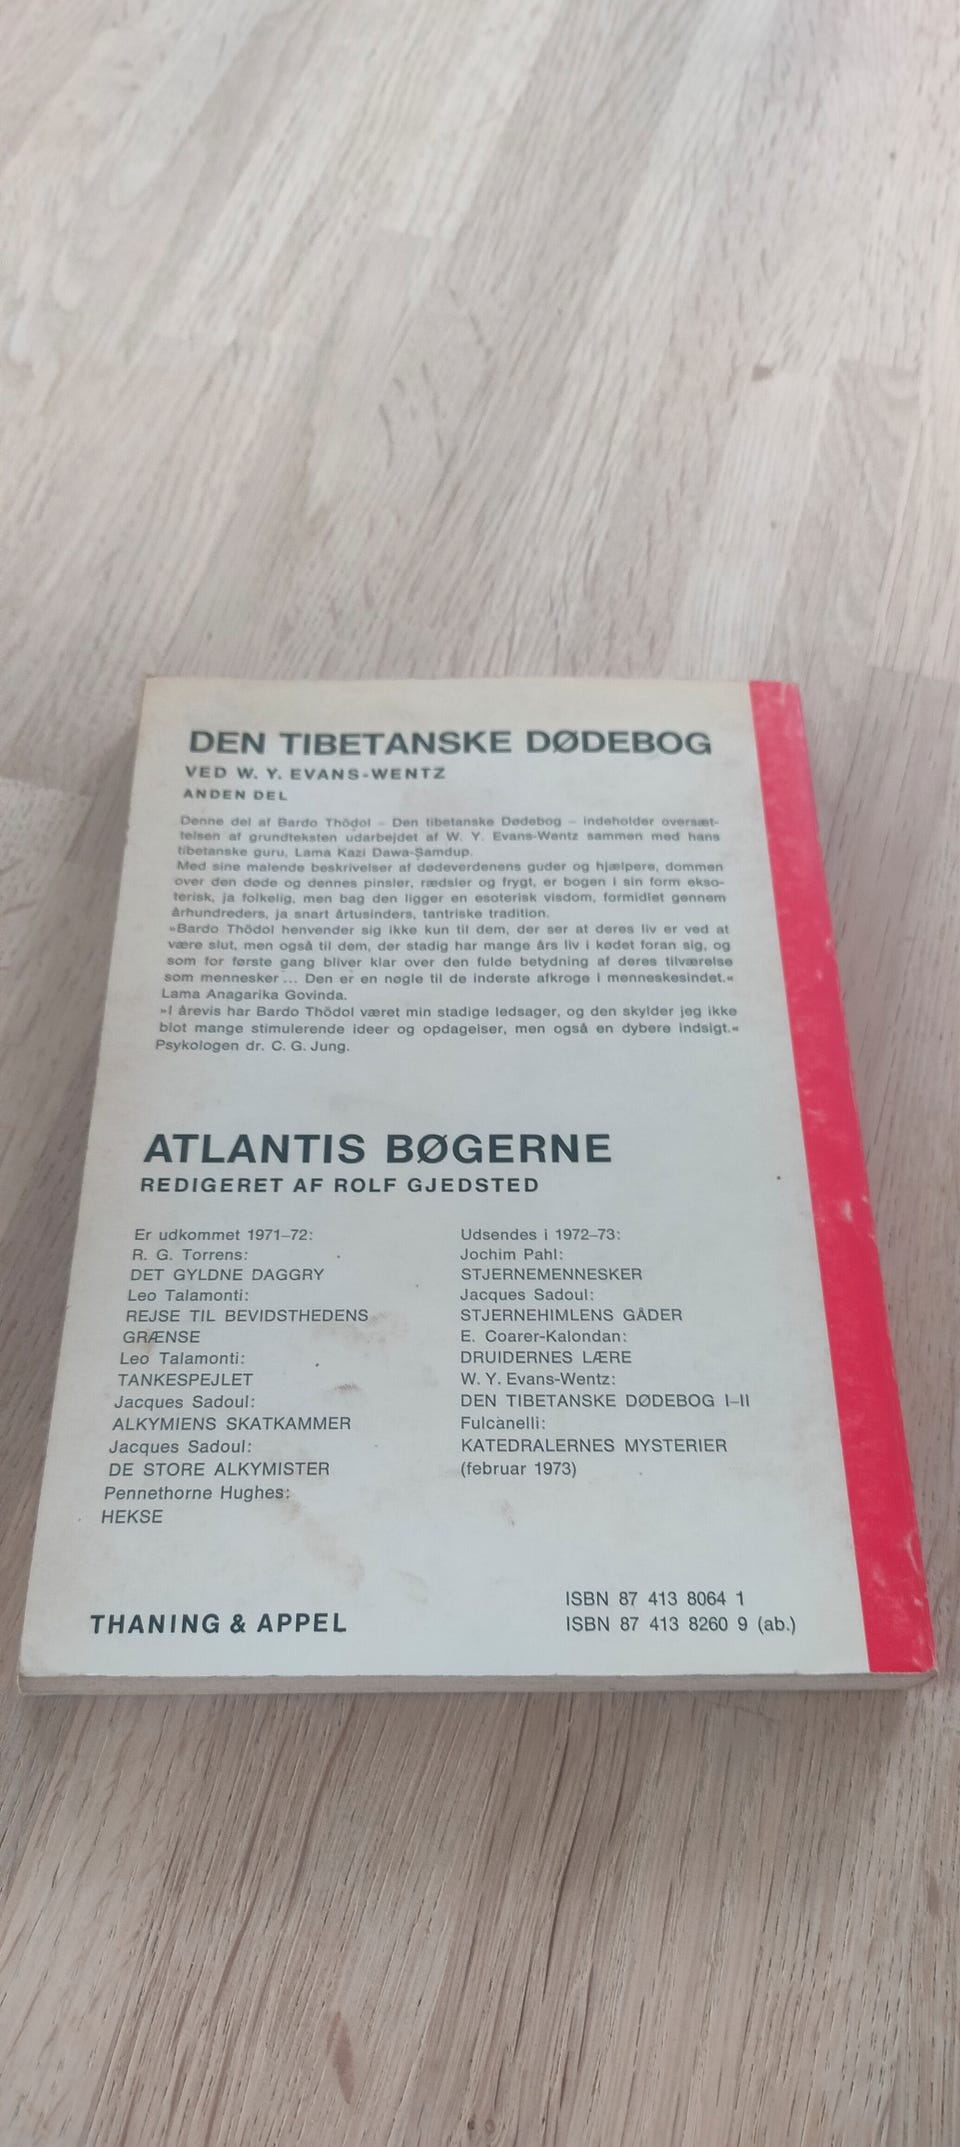 DEN TIBETANSKE DØDEBOG
VED W. Y. EVANS-WENTZ
ANDEN DEL
Denne del af Bardo Thödol – Den tibetanske Dødebog – indeholder oversæt-
telsen af grundteksten udarbejdet af W. Y. Evans-Wentz sammen med hans
tibetanske guru, Lama Kazi Dawa-Samdup.
Med sine malende beskrivelser af dødeverdenens guder og hjælpere, dommen
over den døde og dennes pinsler, rædsler og frygt, er bogen i sin form ekso-
terisk, ja folkelig, men bag den ligger en esoterisk visdom, formidlet gennem
århundreders, ja snart årtusinders, tantriske tradition.
»Bardo Thödol henvender sig ikke kun til dem, der ser at deres liv er ved at
være slut, men også til dem, der stadig har mange års liv i kødet foran sig, og
som for første gang bliver klar over den fulde betydning af deres tilværelse
som mennesker ... Den er en nøgle til de inderste afkroge i menneskesindet.«
Lama Anagarika Govinda.
»I årevis har Bardo Thödol været min stadige ledsager, og den skylder jeg ikke
blot mange stimulerende ideer og opdagelser, men også en dybere indsigt.«
Psykologen dr. C. G. Jung.
ATLANTIS BØGERNE
REDIGERET AF ROLF GJEDSTED
Er udkommet 1971–72:
R. G. Torrens:
DET GYLDNE DAGGRY
Leo Talamonti:
REJSE TIL BEVIDSTHEDENS
GRÆNSE
Leo Talamonti:
TANKESPEJLET
Jacques Sadoul:
ALKYMIENS SKATKAMMER
Jacques Sadoul:
DE STORE ALKYMISTER
Pennethorne Hughes:
HEKSE
Udsendes i 1972–73:
Jochim Pahl:
STJERNEMENNESKER
Jacques Sadoul:
STJERNEHIMLENS GÅDER
E. Coarer-Kalondan:
DRUIDERNES LÆRE
W. Y. Evans-Wentz:
DEN TIBETANSKE DØDEBOG I–II
Fulcanelli:
KATEDRALERNES MYSTERIER
(februar 1973)
THANING & APPEL
ISBN 87 413 8064 1
ISBN 87 413 8260 9 (ab.)